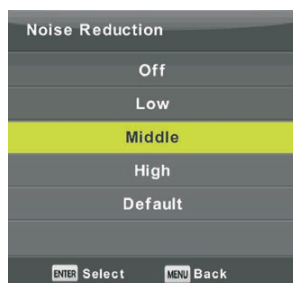 Noise Reduction
Off
Low
Middle
High
Default
ENTER Select MENU Back